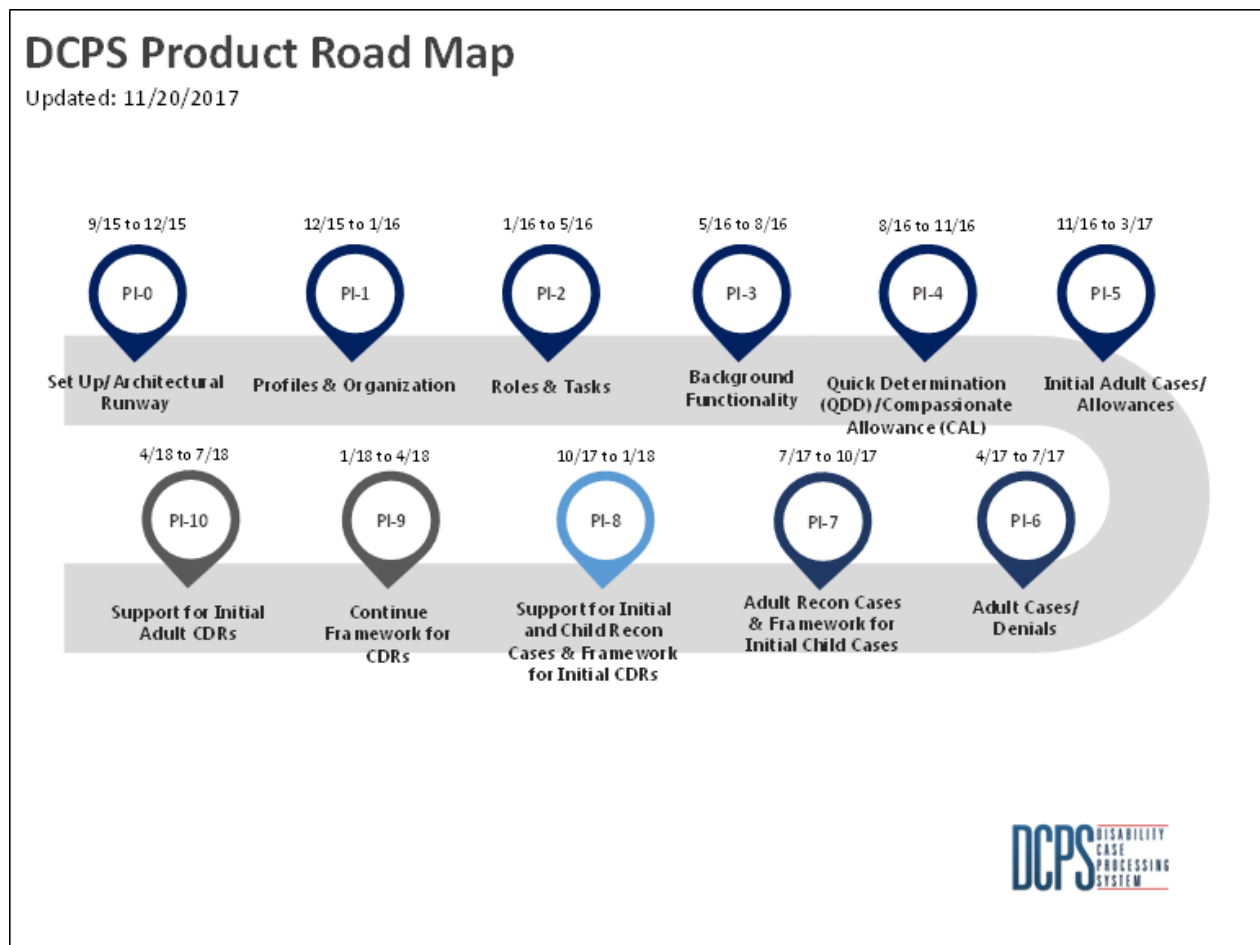 DCPS Product Road Map
Updated: 11/20/2017
9/15 to 12/15
12/15 to 1/16
1/16 to 5/16
5/16 to 8/16
8/16 to 11/16
11/16 to 3/17
PI-0
PI-1
PI-2
PI-3
PI-4
PI-5
Set Up/Architectural
Runway
Profiles & Organization
Roles & Tasks
Background
Functionality
Quick Determination
(QDD)/Compassionate
Allowance (CAL)
Initial Adult Cases/
Allowances
4/18 to 7/18
1/18 to 4/18
10/17 to 1/18
7/17 to 10/17
4/17 to 7/17
PI-10
PI-9
PI-8
PI-7
PI-6
Support for Initial
Adult CDRs
Continue
Framework for
CDRs
Support for Initial
and Child Recon
Cases & Framework
for Initial CDRs
Adult Recon Cases
& Framework for
Initial Child Cases
Adult Cases/
Denials
DCPS
DISABILITY
CASE
PROCESSING
SYSTEM